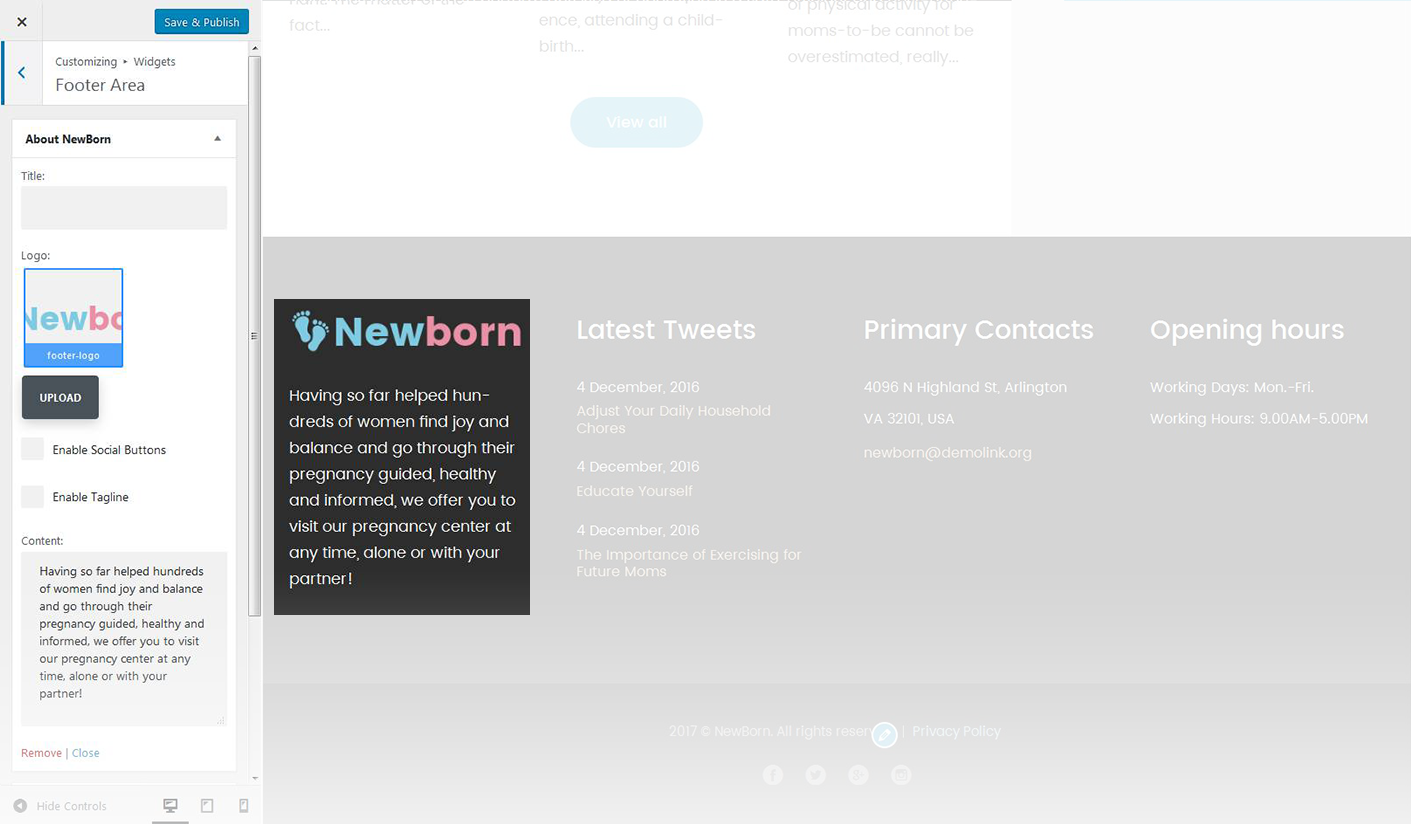 Save & Publish
Customizing ▸ Widgets
Footer Area
About NewBorn
Title:
Logo:
Newbo
footer-logo
UPLOAD
Enable Social Buttons
Enable Tagline
Content:
Having so far helped hundreds
of women find joy and balance
and go through their
pregnancy guided, healthy and
informed, we offer you to visit
our pregnancy center at any
time, alone or with your
partner!
Remove | Close
Hide Controls
fact...
ence, attending a child-
birth...
of physical activity for
moms-to-be cannot be
overestimated, really...
View all
Newborn
Having so far helped hun-
dreds of women find joy and
balance and go through their
pregnancy guided, healthy
and informed, we offer you to
visit our pregnancy center at
any time, alone or with your
partner!
Latest Tweets
4 December, 2016
Adjust Your Daily Household
Chores
4 December, 2016
Educate Yourself
4 December, 2016
The Importance of Exercising for
Future Moms
Primary Contacts
4096 N Highland St, Arlington
VA 32101, USA
newborn@demolink.org
Opening hours
Working Days: Mon.-Fri.
Working Hours: 9.00AM-5.00PM
2017 © NewBorn. All rights reser | Privacy Policy